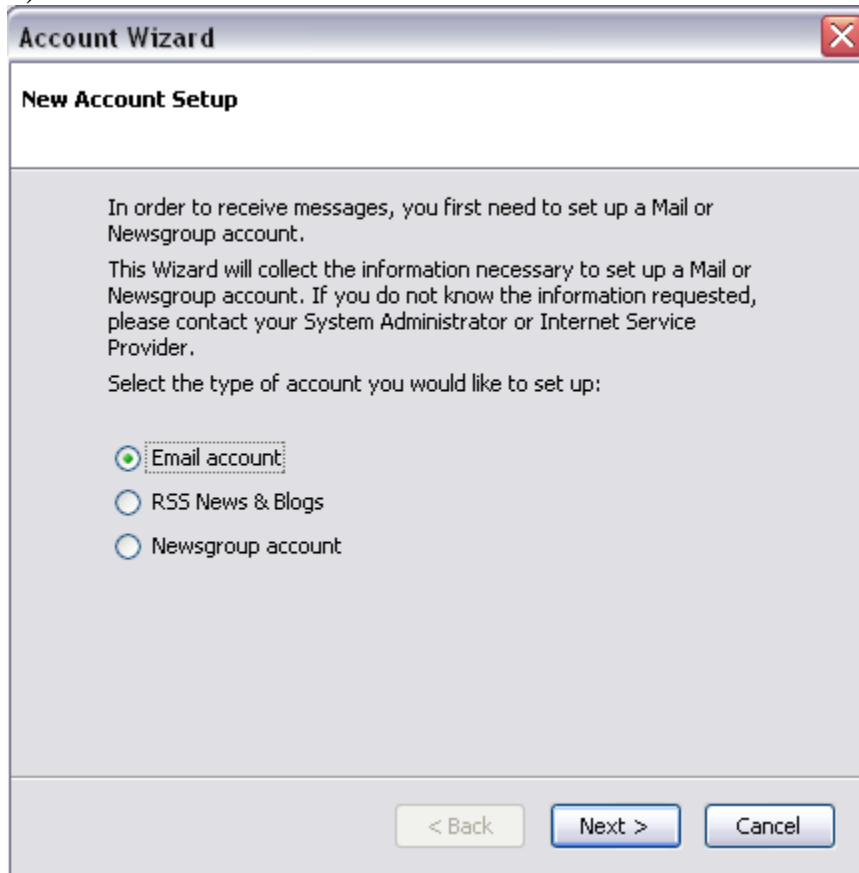 Account Wizard
New Account Setup
In order to receive messages, you first need to set up a Mail or
Newsgroup account.
This Wizard will collect the information necessary to set up a Mail or
Newsgroup account. If you do not know the information requested,
please contact your System Administrator or Internet Service
Provider.
Select the type of account you would like to set up:
Email account
RSS News & Blogs
Newsgroup account
< Back Next > Cancel